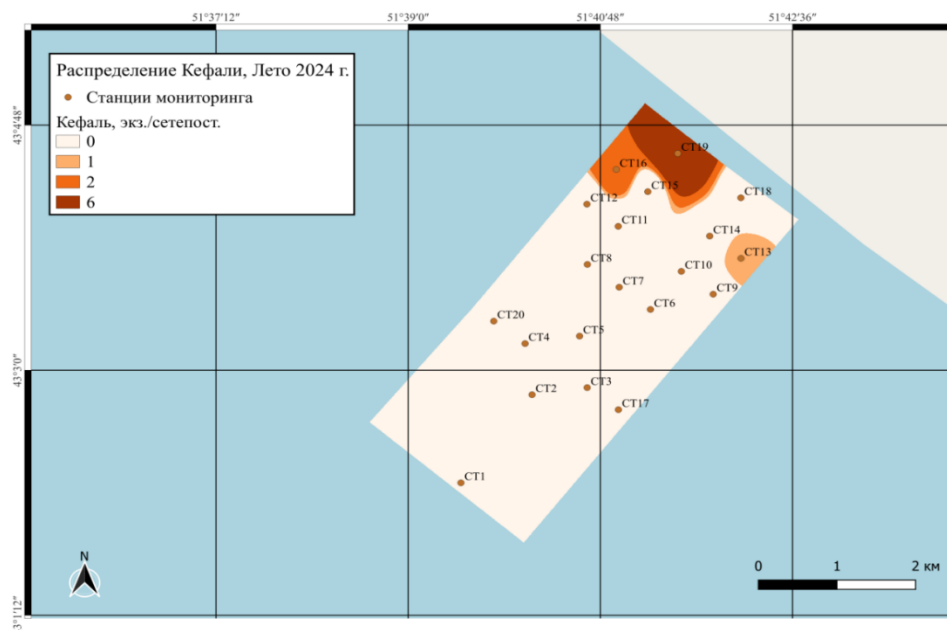 51°37'12" 51°39'0" 51°40'48" 51°42'36"
Распределение Кефали, Лето 2024 г.
Станции мониторинга
Кефаль, экз./сетепост.
0
1
2
6
43°4'48"
43°3'0"
43°1'12"
СТ19
СТ16
СТ15
СТ18
СТ12
СТ11
СТ14
СТ13
СТ8
СТ10
СТ7
СТ9
СТ6
СТ20
СТ5
СТ4
СТ3
СТ2
СТ17
СТ1
N
0 1 2 км